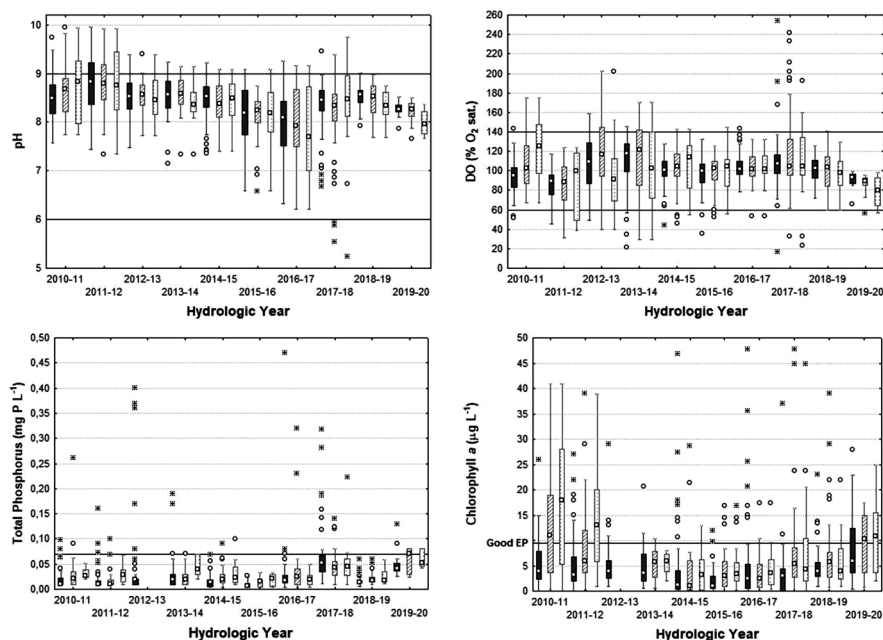 pH
10
9
8
7
6
5
2010-11 2012-13 2014-15 2016-17 2018-19
2011-12 2013-14 2015-16 2017-18 2019-20
Hydrologic Year
DO (% O₂ sat.)
260
240
220
200
180
160
140
120
100
80
60
40
20
0
2010-11 2012-13 2014-15 2016-17 2018-19
2011-12 2013-14 2015-16 2017-18 2019-20
Hydrologic Year
Total Phosphorus (mg P L⁻¹)
0,50
0,45
0,40
0,35
0,30
0,25
0,20
0,15
0,10
0,05
0,00
2010-11 2012-13 2014-15 2016-17 2018-19
2011-12 2013-14 2015-16 2017-18 2019-20
Hydrologic Year
Chlorophyll a (µg L⁻¹)
50
45
40
35
30
25
20
15
Good EP
5
0
2010-11 2012-13 2014-15 2016-17 2018-19
2011-12 2013-14 2015-16 2017-18 2019-20
Hydrologic Year